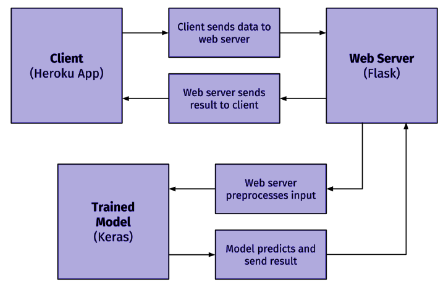 Client
(Heroku App)
Client sends data to
web server
Web server sends
result to client
Web Server
(Flask)
Trained
Model
(Keras)
Web server
preprocesses input
Model predicts and
send result